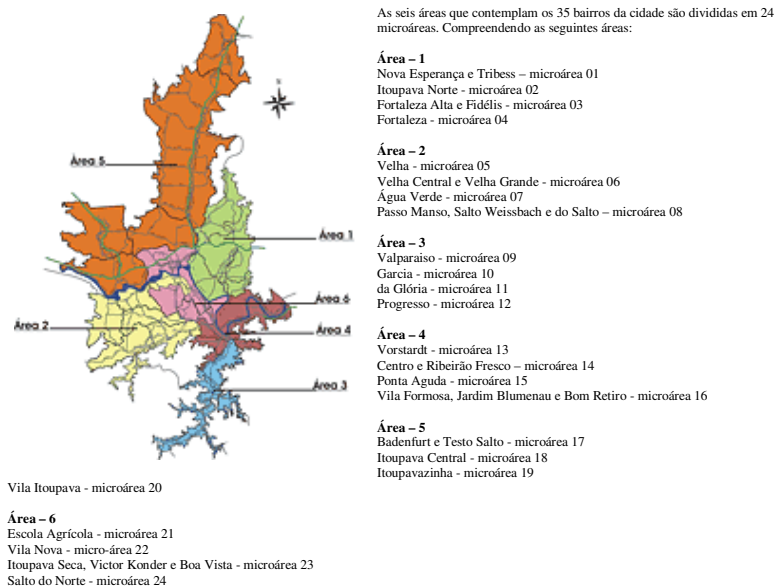 As seis áreas que contemplam os 35 bairros da cidade são divididas em 24
microáreas. Compreendendo as seguintes áreas:
Área – 1
Nova Esperança e Tribess – microárea 01
Itoupava Norte - microárea 02
Fortaleza Alta e Fidélis - microárea 03
Fortaleza - microárea 04
Área – 2
Velha - microárea 05
Velha Central e Velha Grande - microárea 06
Água Verde - microárea 07
Passo Manso, Salto Weissbach e do Salto – microárea 08
Área – 3
Valparaiso - microárea 09
Garcia - microárea 10
da Glória - microárea 11
Progresso - microárea 12
Área – 4
Vorstardt - microárea 13
Centro e Ribeirão Fresco – microárea 14
Ponta Aguda - microárea 15
Vila Formosa, Jardim Blumenau e Bom Retiro - microárea 16
Área – 5
Badenfurt e Testo Salto - microárea 17
Itoupava Central - microárea 18
Itoupavazinha - microárea 19
Vila Itoupava - microárea 20
Área – 6
Escola Agrícola - microárea 21
Vila Nova - micro-área 22
Itoupava Seca, Victor Konder e Boa Vista - microárea 23
Salto do Norte - microárea 24
N
Área 5
Área 1
Área 6
Área 2
Área 4
Área 3